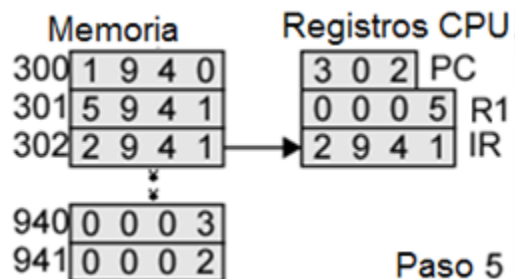 Memoria Registros CPU
300 1 9 4 0 3 0 2 PC
301 5 9 4 1 0 0 0 5 R1
302 2 9 4 1 2 9 4 1 IR
940 0 0 0 3
941 0 0 0 2 Paso 5